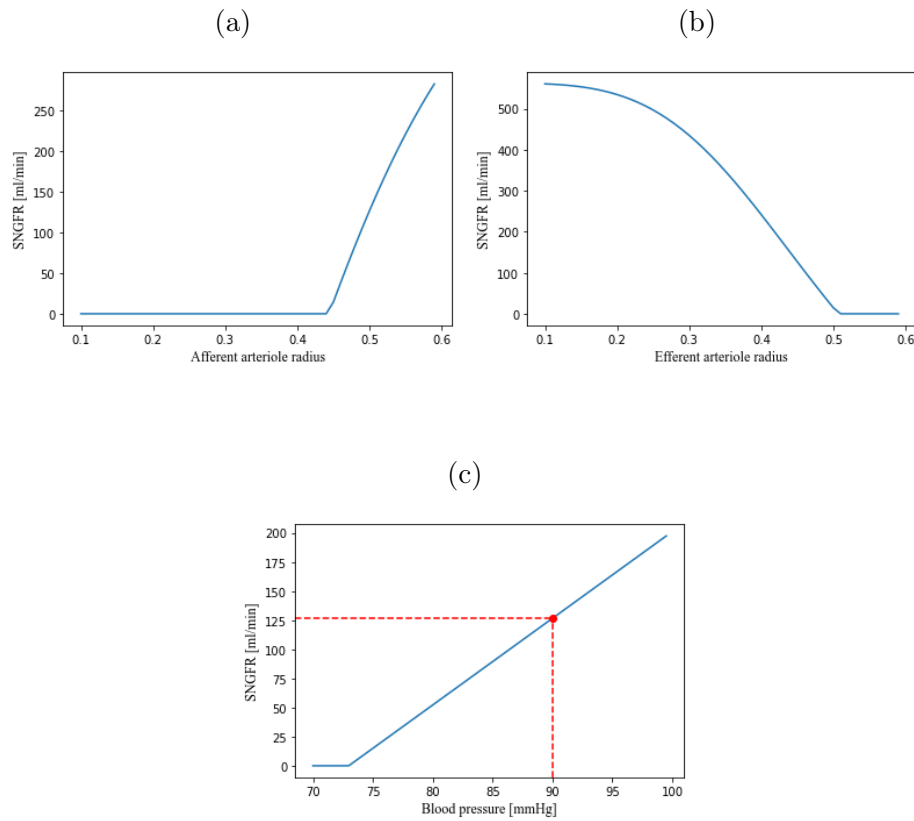 (a)
250
200
150
100
50
0
SNGFR [ml/min]
0.1 0.2 0.3 0.4 0.5 0.6
Afferent arteriole radius
(b)
500
400
300
200
100
0
SNGFR [ml/min]
0.1 0.2 0.3 0.4 0.5 0.6
Efferent arteriole radius
(c)
200
175
150
125
100
75
50
25
0
SNGFR [ml/min]
70 75 80 85 90 95 100
Blood pressure [mmHg]